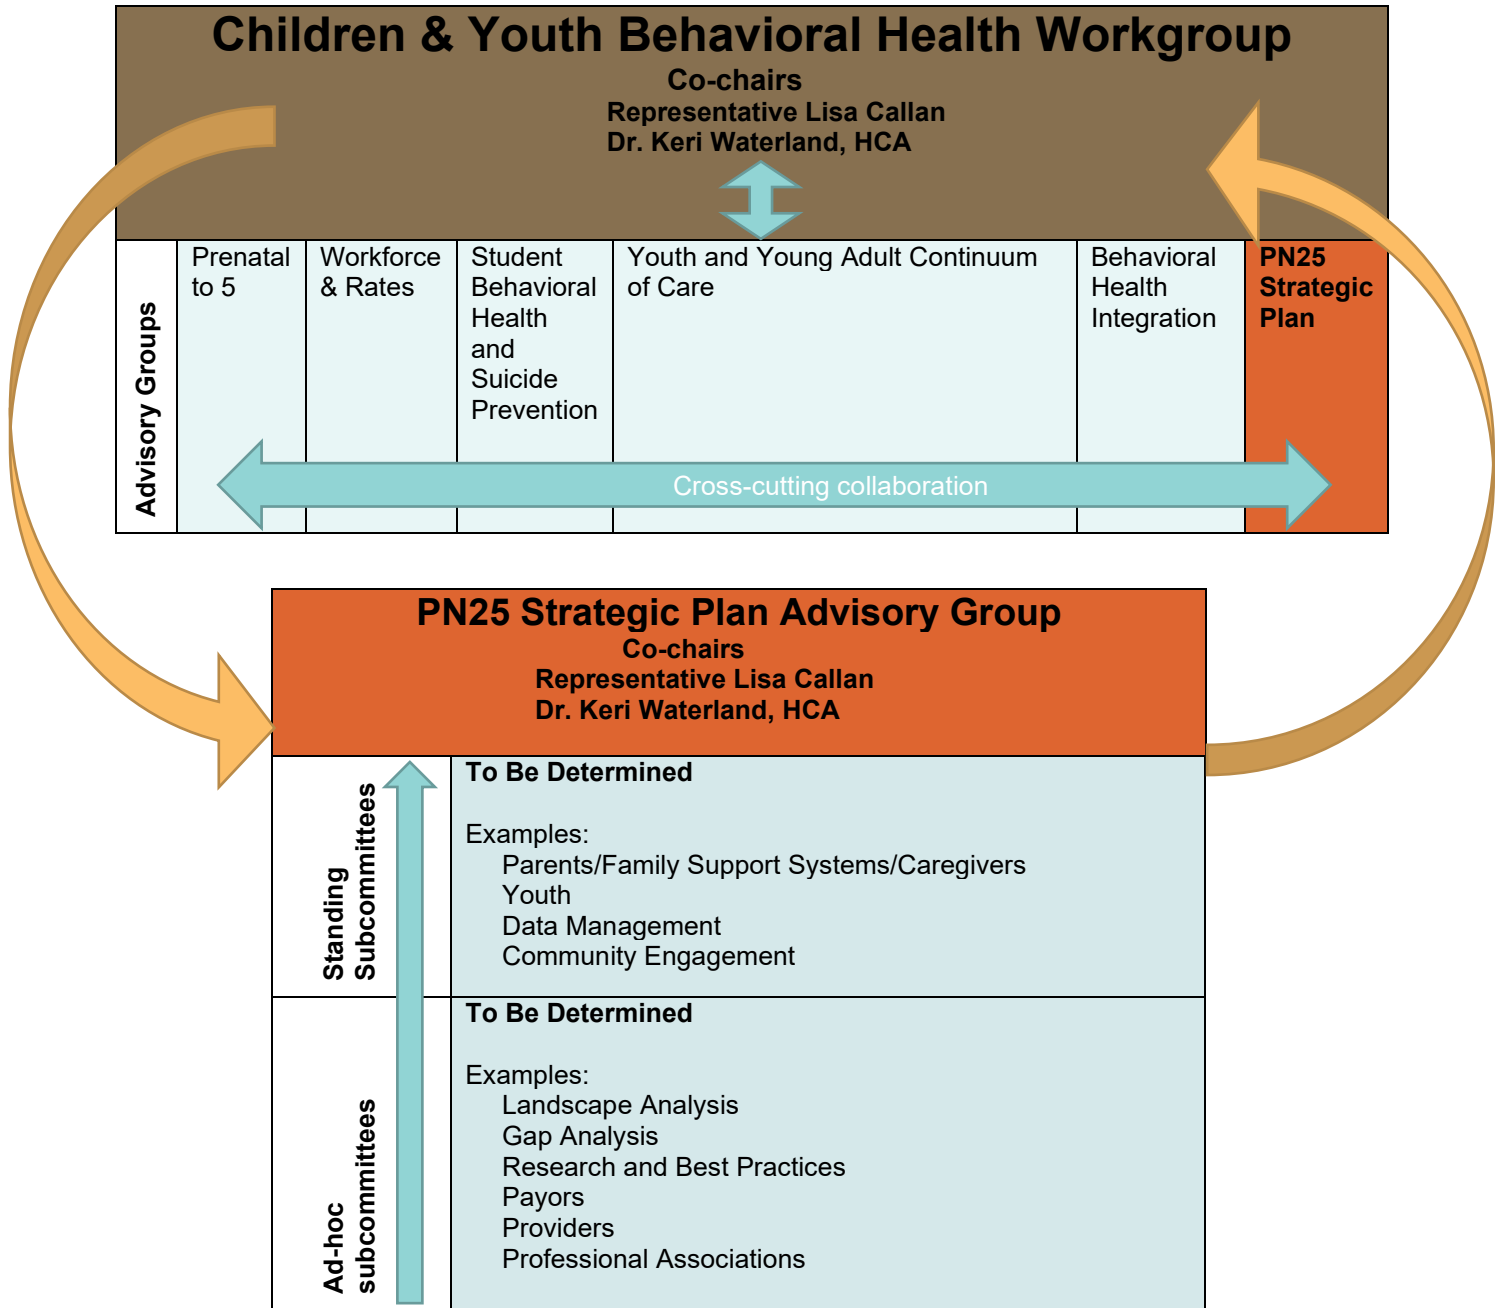 Children & Youth Behavioral Health Workgroup
Co-chairs
Representative Lisa Callan
Dr. Keri Waterland, HCA
Advisory Groups
Prenatal
to 5
Workforce
& Rates
Student
Behavioral
Health
and
Suicide
Prevention
Youth and Young Adult Continuum
of Care
Behavioral
Health
Integration
PN25
Strategic
Plan
Cross-cutting collaboration
PN25 Strategic Plan Advisory Group
Co-chairs
Representative Lisa Callan
Dr. Keri Waterland, HCA
Standing
Subcommittees
To Be Determined
Examples:
Parents/Family Support Systems/Caregivers
Youth
Data Management
Community Engagement
Ad-hoc
subcommittees
To Be Determined
Examples:
Landscape Analysis
Gap Analysis
Research and Best Practices
Payors
Providers
Professional Associations